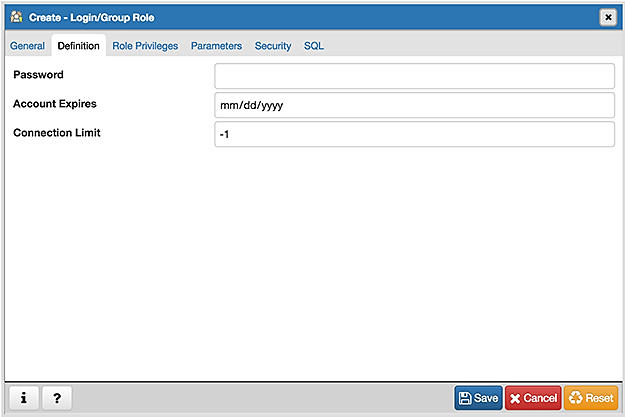 Create - Login/Group Role
General Definition Role Privileges Parameters Security SQL
Password
Account Expires mm/dd/yyyy
Connection Limit -1
i ? Save Cancel Reset